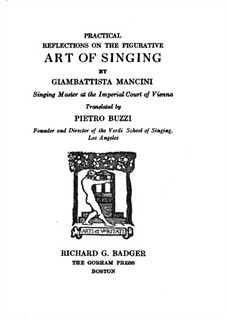 PRACTICAL
REFLECTIONS ON THE FIGURATIVE
ART OF SINGING
BY
GIAMBATTISTA MANCINI
Singing Master at the Imperial Court of Vienna
Translated by
PIETRO BUZZI
Founder and Director of the Verdi School of Singing,
Los Angeles
ARTI et VERITATI
RICHARD G. BADGER
THE GORHAM PRESS
BOSTON